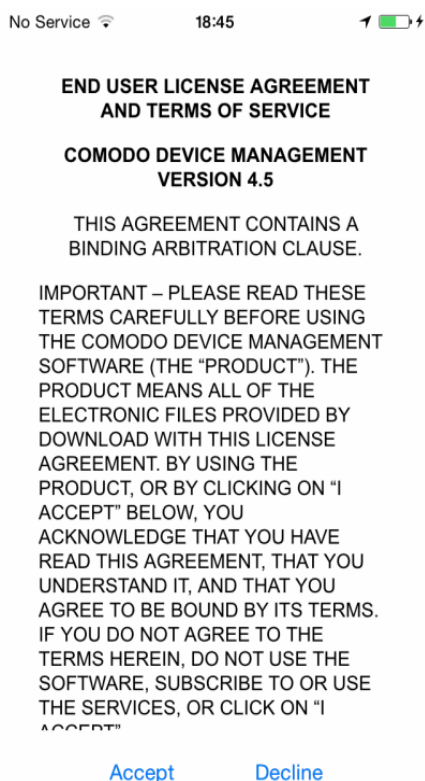 No Service 18:45
END USER LICENSE AGREEMENT
AND TERMS OF SERVICE
COMODO DEVICE MANAGEMENT
VERSION 4.5
THIS AGREEMENT CONTAINS A
BINDING ARBITRATION CLAUSE.
IMPORTANT – PLEASE READ THESE
TERMS CAREFULLY BEFORE USING
THE COMODO DEVICE MANAGEMENT
SOFTWARE (THE “PRODUCT”). THE
PRODUCT MEANS ALL OF THE
ELECTRONIC FILES PROVIDED BY
DOWNLOAD WITH THIS LICENSE
AGREEMENT. BY USING THE
PRODUCT, OR BY CLICKING ON “I
ACCEPT” BELOW, YOU
ACKNOWLEDGE THAT YOU HAVE
READ THIS AGREEMENT, THAT YOU
UNDERSTAND IT, AND THAT YOU
AGREE TO BE BOUND BY ITS TERMS.
IF YOU DO NOT AGREE TO THE
TERMS HEREIN, DO NOT USE THE
SOFTWARE, SUBSCRIBE TO OR USE
THE SERVICES, OR CLICK ON “I
ACCEPT”
Accept Decline